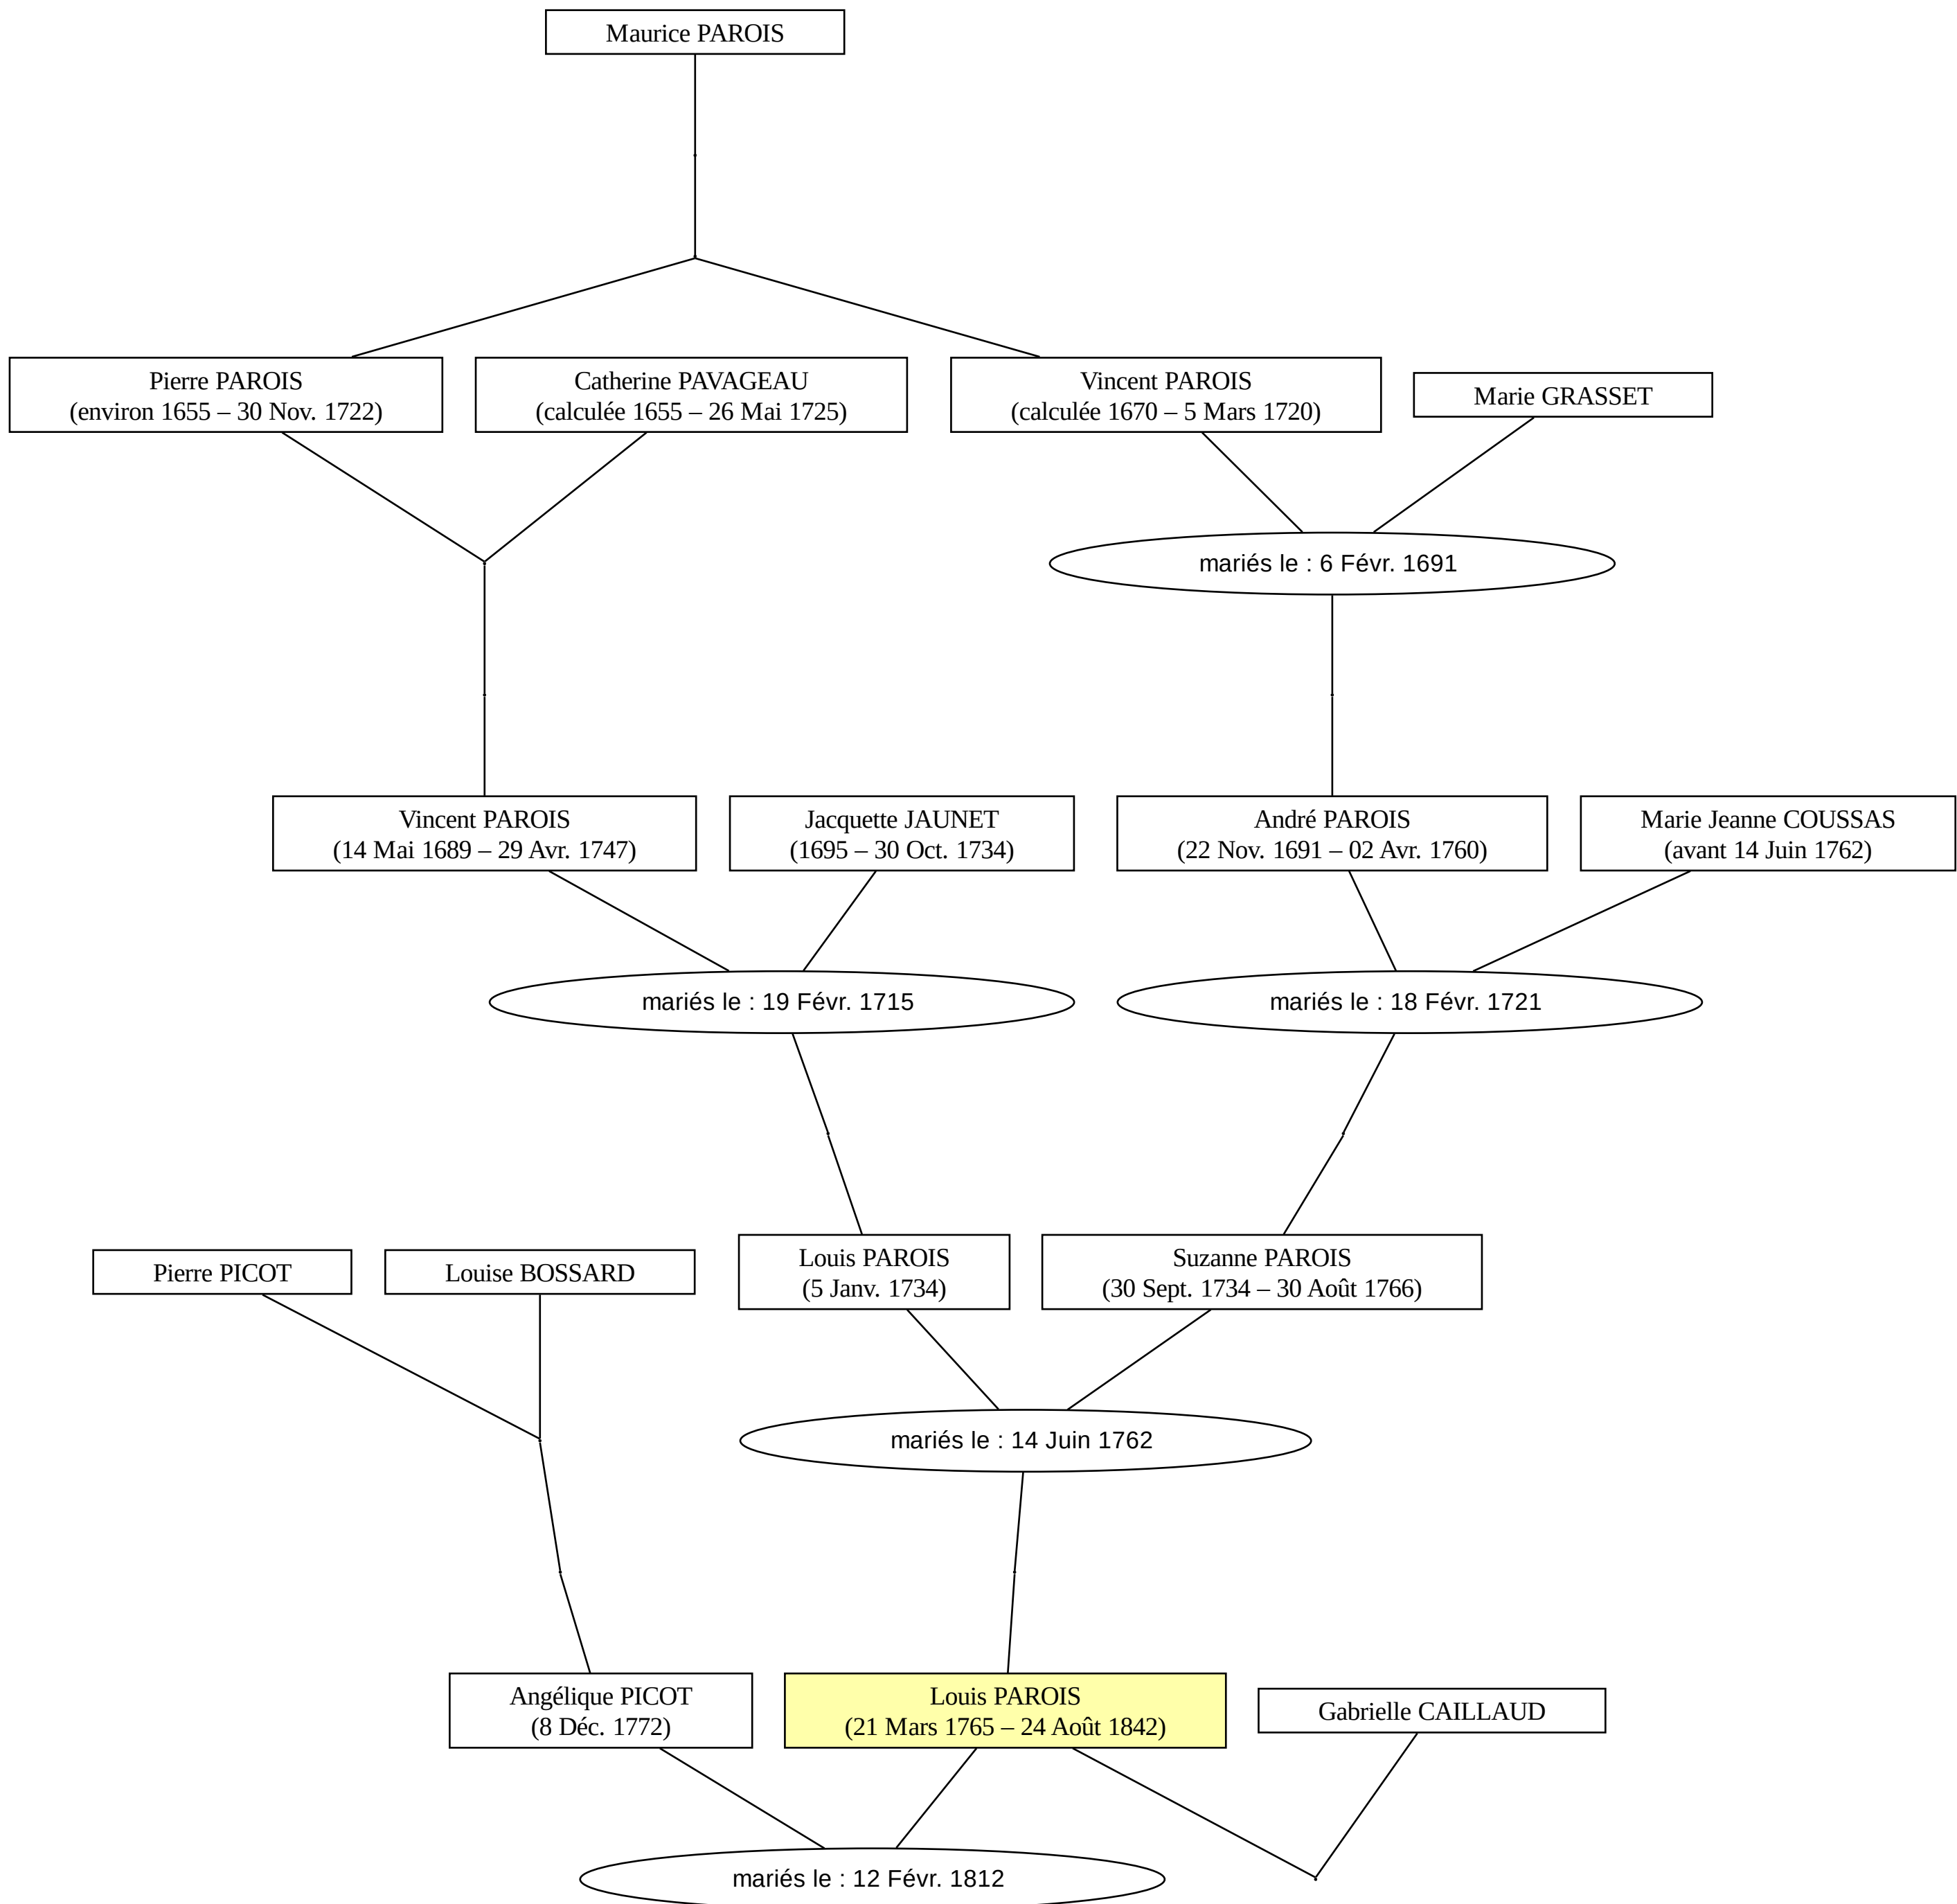 Maurice PAROIS
Pierre PAROIS
(environ 1655 – 30 Nov. 1722)
Catherine PAVAGEAU
(calculée 1655 – 26 Mai 1725)
Vincent PAROIS
(calculée 1670 – 5 Mars 1720)
Marie GRASSET
mariés le : 6 Févr. 1691
Vincent PAROIS
(14 Mai 1689 – 29 Avr. 1747)
Jacquette JAUNET
(1695 – 30 Oct. 1734)
André PAROIS
(22 Nov. 1691 – 02 Avr. 1760)
Marie Jeanne COUSSAS
(avant 14 Juin 1762)
mariés le : 19 Févr. 1715
mariés le : 18 Févr. 1721
Pierre PICOT
Louise BOSSARD
Louis PAROIS
(5 Janv. 1734)
Suzanne PAROIS
(30 Sept. 1734 – 30 Août 1766)
mariés le : 14 Juin 1762
Angélique PICOT
(8 Déc. 1772)
Louis PAROIS
(21 Mars 1765 – 24 Août 1842)
Gabrielle CAILLAUD
mariés le : 12 Févr. 1812